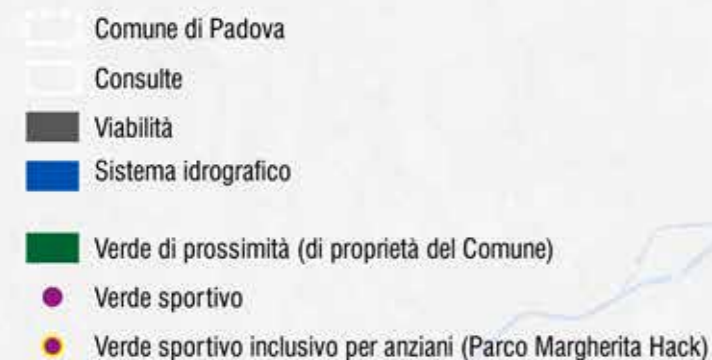 Comune di Padova
Consulte
Viabilità
Sistema idrografico
Verde di prossimità (di proprietà del Comune)
Verde sportivo
Verde sportivo inclusivo per anziani (Parco Margherita Hack)